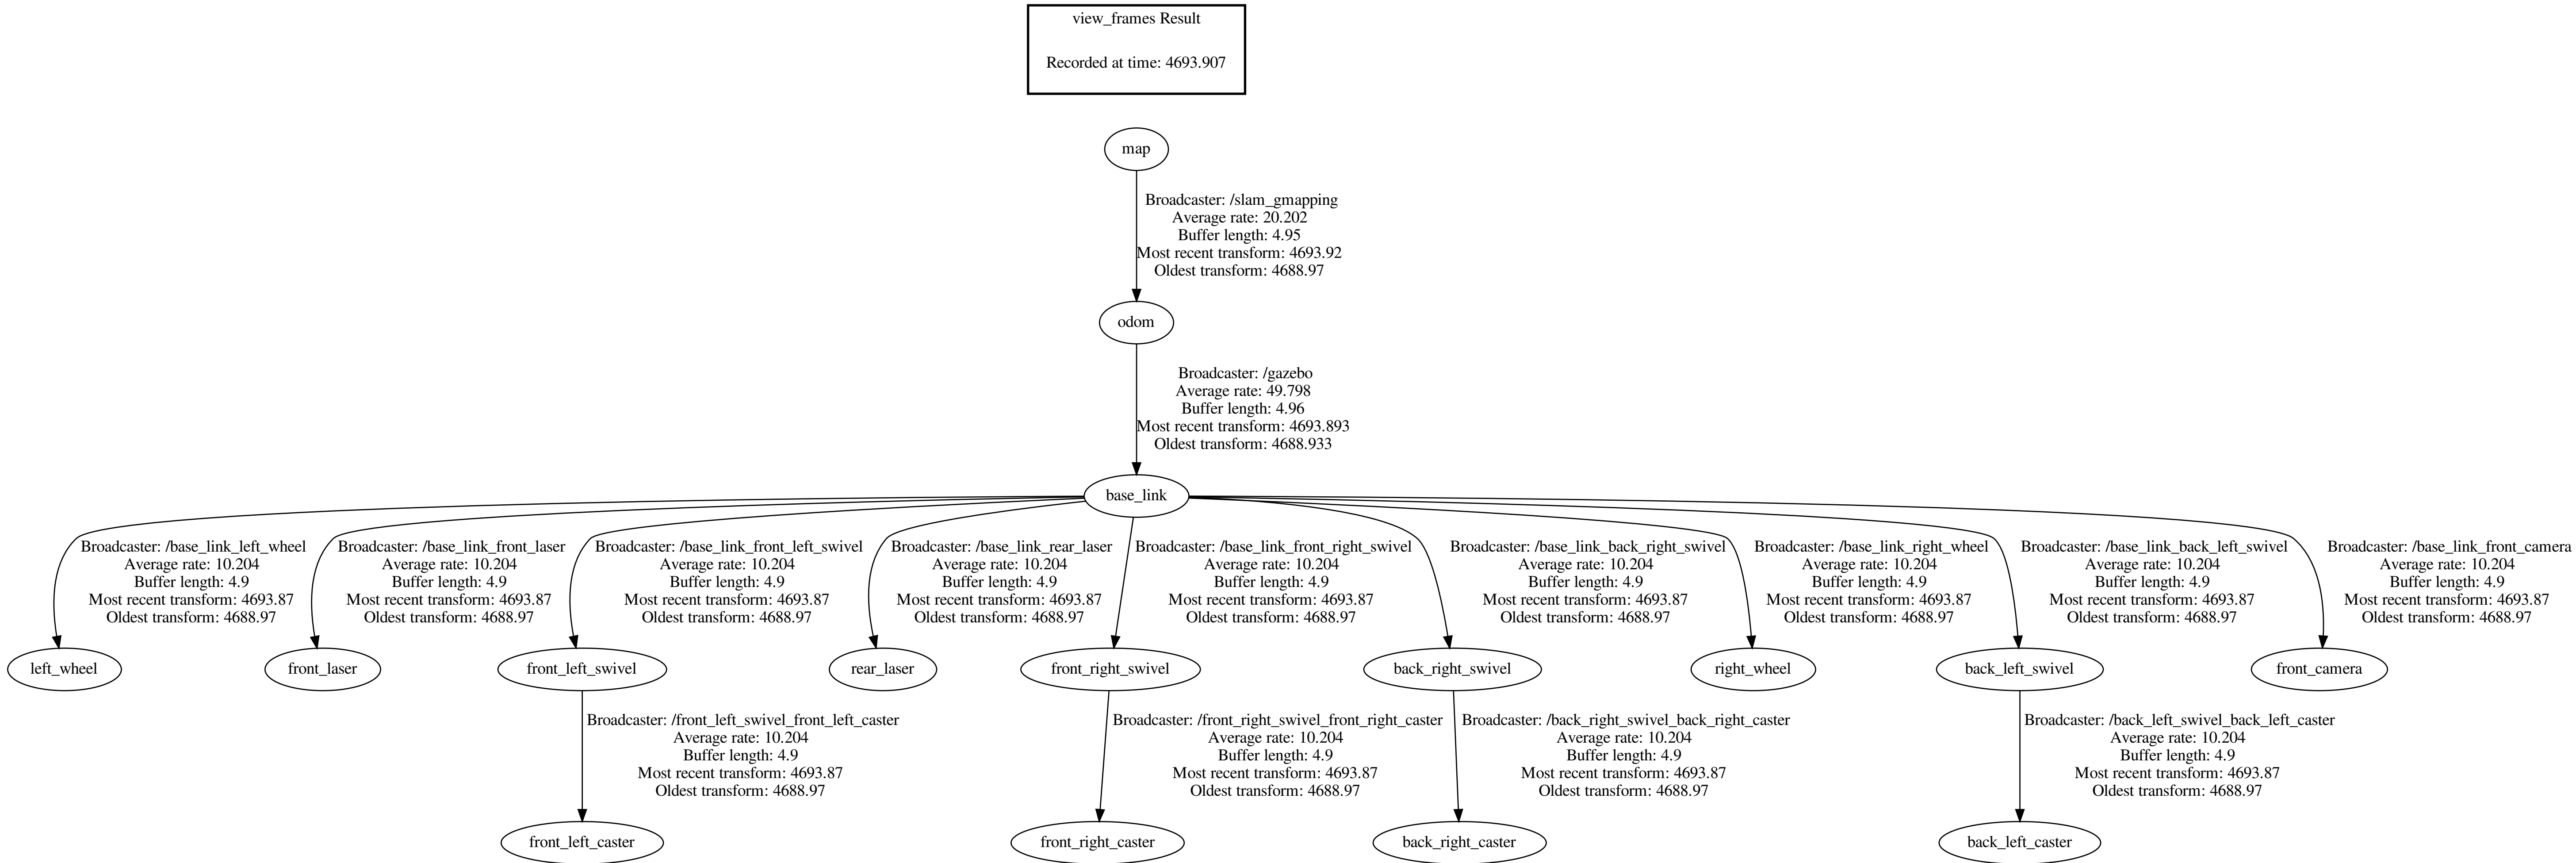 view_frames Result
Recorded at time: 4693.907
map
Broadcaster: /slam_gmapping
Average rate: 20.202
Buffer length: 4.95
Most recent transform: 4693.92
Oldest transform: 4688.97
odom
Broadcaster: /gazebo
Average rate: 49.798
Buffer length: 4.96
Most recent transform: 4693.893
Oldest transform: 4688.933
base_link
Broadcaster: /base_link_left_wheel
Average rate: 10.204
Buffer length: 4.9
Most recent transform: 4693.87
Oldest transform: 4688.97
Broadcaster: /base_link_front_laser
Average rate: 10.204
Buffer length: 4.9
Most recent transform: 4693.87
Oldest transform: 4688.97
Broadcaster: /base_link_front_left_swivel
Average rate: 10.204
Buffer length: 4.9
Most recent transform: 4693.87
Oldest transform: 4688.97
Broadcaster: /base_link_rear_laser
Average rate: 10.204
Buffer length: 4.9
Most recent transform: 4693.87
Oldest transform: 4688.97
Broadcaster: /base_link_front_right_swivel
Average rate: 10.204
Buffer length: 4.9
Most recent transform: 4693.87
Oldest transform: 4688.97
Broadcaster: /base_link_back_right_swivel
Average rate: 10.204
Buffer length: 4.9
Most recent transform: 4693.87
Oldest transform: 4688.97
Broadcaster: /base_link_right_wheel
Average rate: 10.204
Buffer length: 4.9
Most recent transform: 4693.87
Oldest transform: 4688.97
Broadcaster: /base_link_back_left_swivel
Average rate: 10.204
Buffer length: 4.9
Most recent transform: 4693.87
Oldest transform: 4688.97
Broadcaster: /base_link_front_camera
Average rate: 10.204
Buffer length: 4.9
Most recent transform: 4693.87
Oldest transform: 4688.97
left_wheel
front_laser
front_left_swivel
rear_laser
front_right_swivel
back_right_swivel
right_wheel
back_left_swivel
front_camera
Broadcaster: /front_left_swivel_front_left_caster
Average rate: 10.204
Buffer length: 4.9
Most recent transform: 4693.87
Oldest transform: 4688.97
Broadcaster: /front_right_swivel_front_right_caster
Average rate: 10.204
Buffer length: 4.9
Most recent transform: 4693.87
Oldest transform: 4688.97
Broadcaster: /back_right_swivel_back_right_caster
Average rate: 10.204
Buffer length: 4.9
Most recent transform: 4693.87
Oldest transform: 4688.97
Broadcaster: /back_left_swivel_back_left_caster
Average rate: 10.204
Buffer length: 4.9
Most recent transform: 4693.87
Oldest transform: 4688.97
front_left_caster
front_right_caster
back_right_caster
back_left_caster